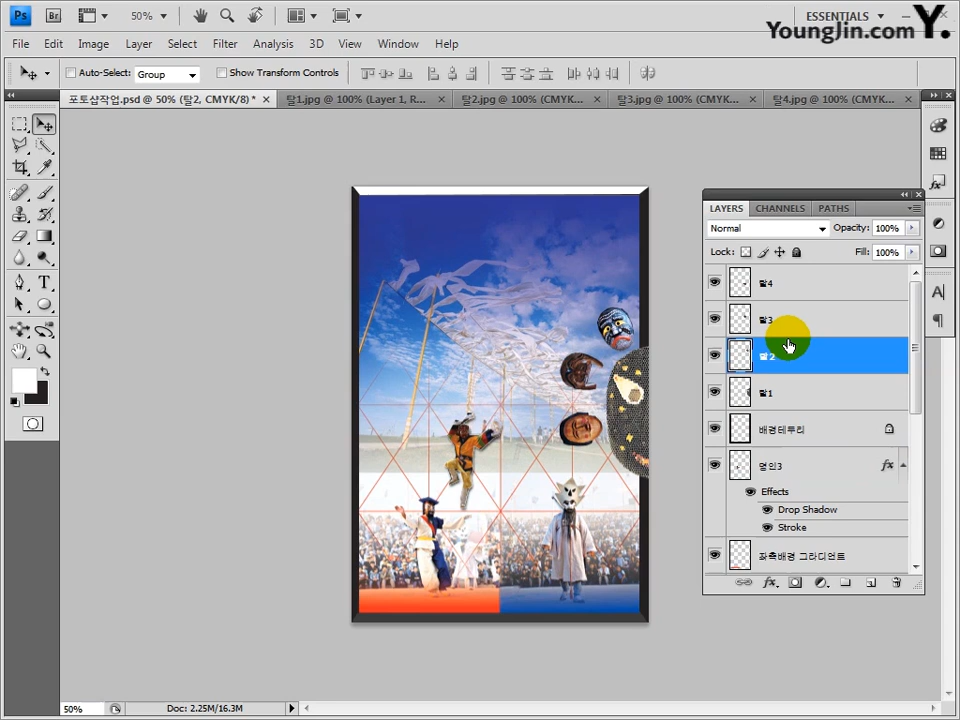 Ps Br 50% ESSENTIALS
YoungJin.com Y.
File Edit Image Layer Select Filter Analysis 3D View Window Help
Auto-Select: Group Show Transform Controls
포토샵작업.psd @ 50% (탈2, CMYK/8) * × 탈1.jpg @ 100% (Layer 1, R... × 탈2.jpg @ 100% (CMYK... × 탈3.jpg @ 100% (CMYK... × 탈4.jpg @ 100% (CMYK... ×
LAYERS CHANNELS PATHS
Normal Opacity: 100%
Lock: Fill: 100%
탈4
탈3
탈2
탈1
배경테두리
명인3 fx
Effects
Drop Shadow
Stroke
좌측배경 그라디언트
50% Doc: 2.25M/16.3M